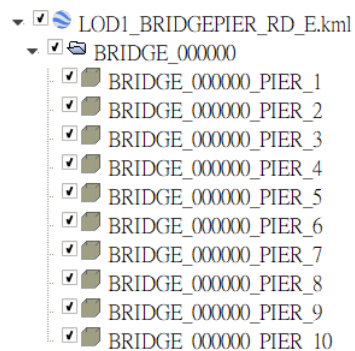 LOD1_BRIDGEPIER_RD_E.kml
BRIDGE_000000
BRIDGE_000000_PIER_1
BRIDGE_000000_PIER_2
BRIDGE_000000_PIER_3
BRIDGE_000000_PIER_4
BRIDGE_000000_PIER_5
BRIDGE_000000_PIER_6
BRIDGE_000000_PIER_7
BRIDGE_000000_PIER_8
BRIDGE_000000_PIER_9
BRIDGE_000000_PIER_10